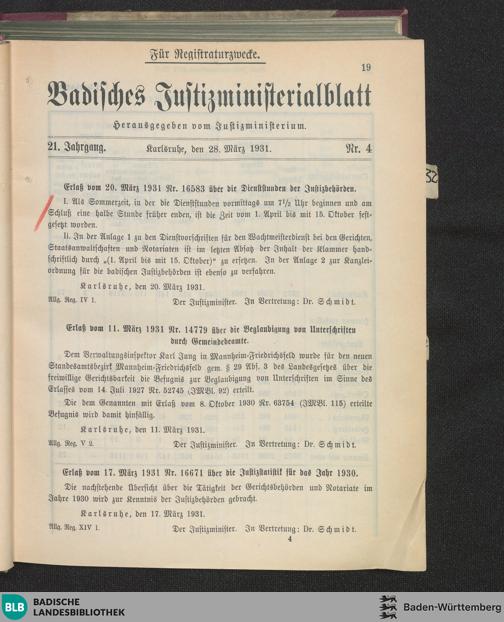 Für Registraturzwecke.
19
Badisches Justizministerialblatt
Herausgegeben vom Justizministerium.
21. Jahrgang. Karlsruhe, den 28. März 1931. Nr. 4
Erlaß vom 20. März 1931 Nr. 16583 über die Dienststunden der Justizbehörden.
I. Als Sommerzeit, in der die Dienststunden vormittags um 7½ Uhr beginnen und am
Schluß eine halbe Stunde früher enden, ist die Zeit vom 1. April bis mit 15. Oktober fest-
gesetzt worden.
II. In der Anlage 1 zu den Dienstvorschriften für den Wachtmeisterdienst bei den Gerichten,
Staatsanwaltschaften und Notariaten ist im letzten Absatz der Inhalt der Klammer hand-
schriftlich durch „(1. April bis mit 15. Oktober)“ zu ersetzen. In der Anlage 2 zur Kanzlei-
ordnung für die badischen Justizbehörden ist ebenso zu verfahren.
Karlsruhe, den 20. März 1931.
Allg. Reg. IV 1. Der Justizminister. In Vertretung: Dr. Schmidt.
Erlaß vom 11. März 1931 Nr. 14779 über die Beglaubigung von Unterschriften
durch Gemeindebeamte.
Dem Verwaltungsinspektor Karl Jung in Mannheim-Friedrichsfeld wurde für den neuen
Standesamtsbezirk Mannheim-Friedrichsfeld gem. § 29 Abs. 3 des Landesgesetzes über die
freiwillige Gerichtsbarkeit die Befugnis zur Beglaubigung von Unterschriften im Sinne des
Erlasses vom 14. Juli 1927 Nr. 52745 (JMBl. 92) erteilt.
Die dem Genannten mit Erlaß vom 8. Oktober 1930 Nr. 63754 (JMBl. 115) erteilte
Befugnis wird damit hinfällig.
Karlsruhe, den 11. März 1931.
Allg. Reg. V 2. Der Justizminister. In Vertretung: Dr. Schmidt.
Erlaß vom 17. März 1931 Nr. 16671 über die Justizstatistik für das Jahr 1930.
Die nachstehende Übersicht über die Tätigkeit der Gerichtsbehörden und Notariate im
Jahre 1930 wird zur Kenntnis der Justizbehörden gebracht.
Karlsruhe, den 17. März 1931.
Allg. Reg. XIV 1. Der Justizminister. In Vertretung: Dr. Schmidt.
4
BLB BADISCHE
LANDESBIBLIOTHEK
Baden-Württemberg